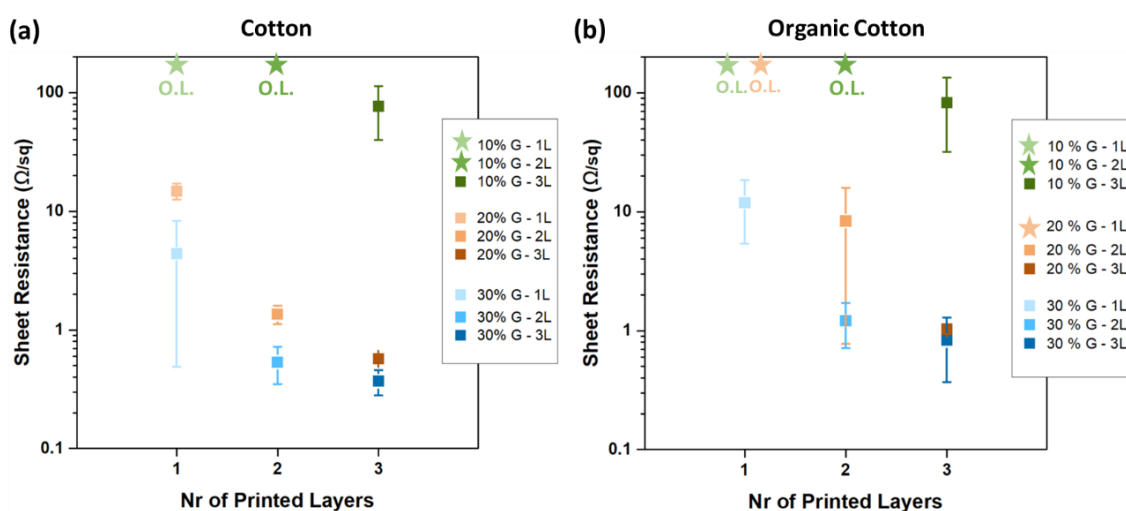 (a)
Cotton
Sheet Resistance (Ω/sq)
100
10
1
0.1
O.L.
O.L.
1
2
3
Nr of Printed Layers
10% G - 1L
10% G - 2L
10% G - 3L
20% G - 1L
20% G - 2L
20% G - 3L
30% G - 1L
30% G - 2L
30% G - 3L
(b)
Organic Cotton
Sheet Resistance (Ω/sq)
100
10
1
0.1
O.L.
O.L.
O.L.
1
2
3
Nr of Printed Layers
10 % G - 1L
10 % G - 2L
10 % G - 3L
20 % G - 1L
20 % G - 2L
20 % G - 3L
30 % G - 1L
30 % G - 2L
30 % G - 3L